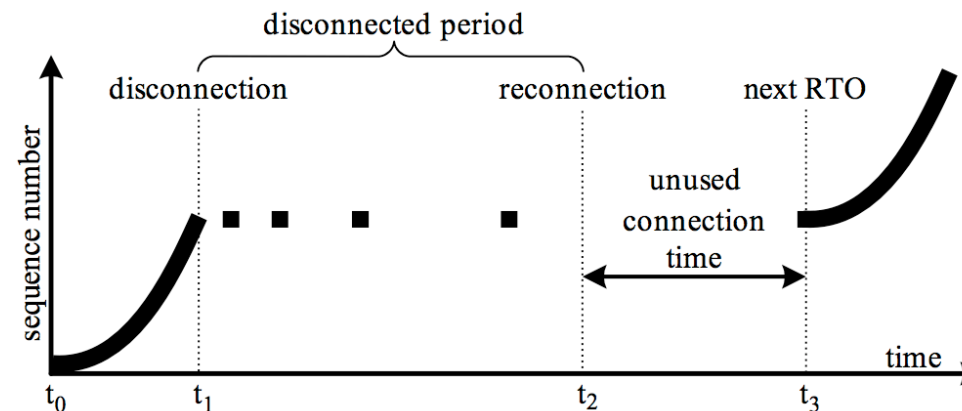 disconnected period
disconnection
reconnection
next RTO
sequence number
unused
connection
time
time
t0
t1
t2
t3